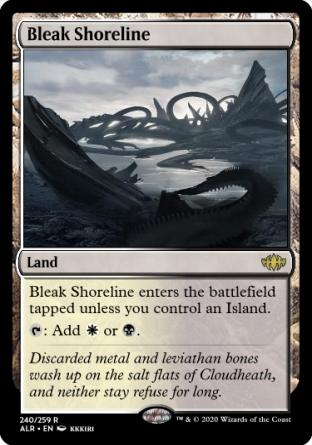 Bleak Shoreline
Land
Bleak Shoreline enters the battlefield
tapped unless you control an Island.
: Add or .
Discarded metal and leviathan bones
wash up on the salt flats of Cloudheath,
and neither stay refuse for long.
240/259 R
ALR • EN KKKIRI
™ & © 2020 Wizards of the Coast